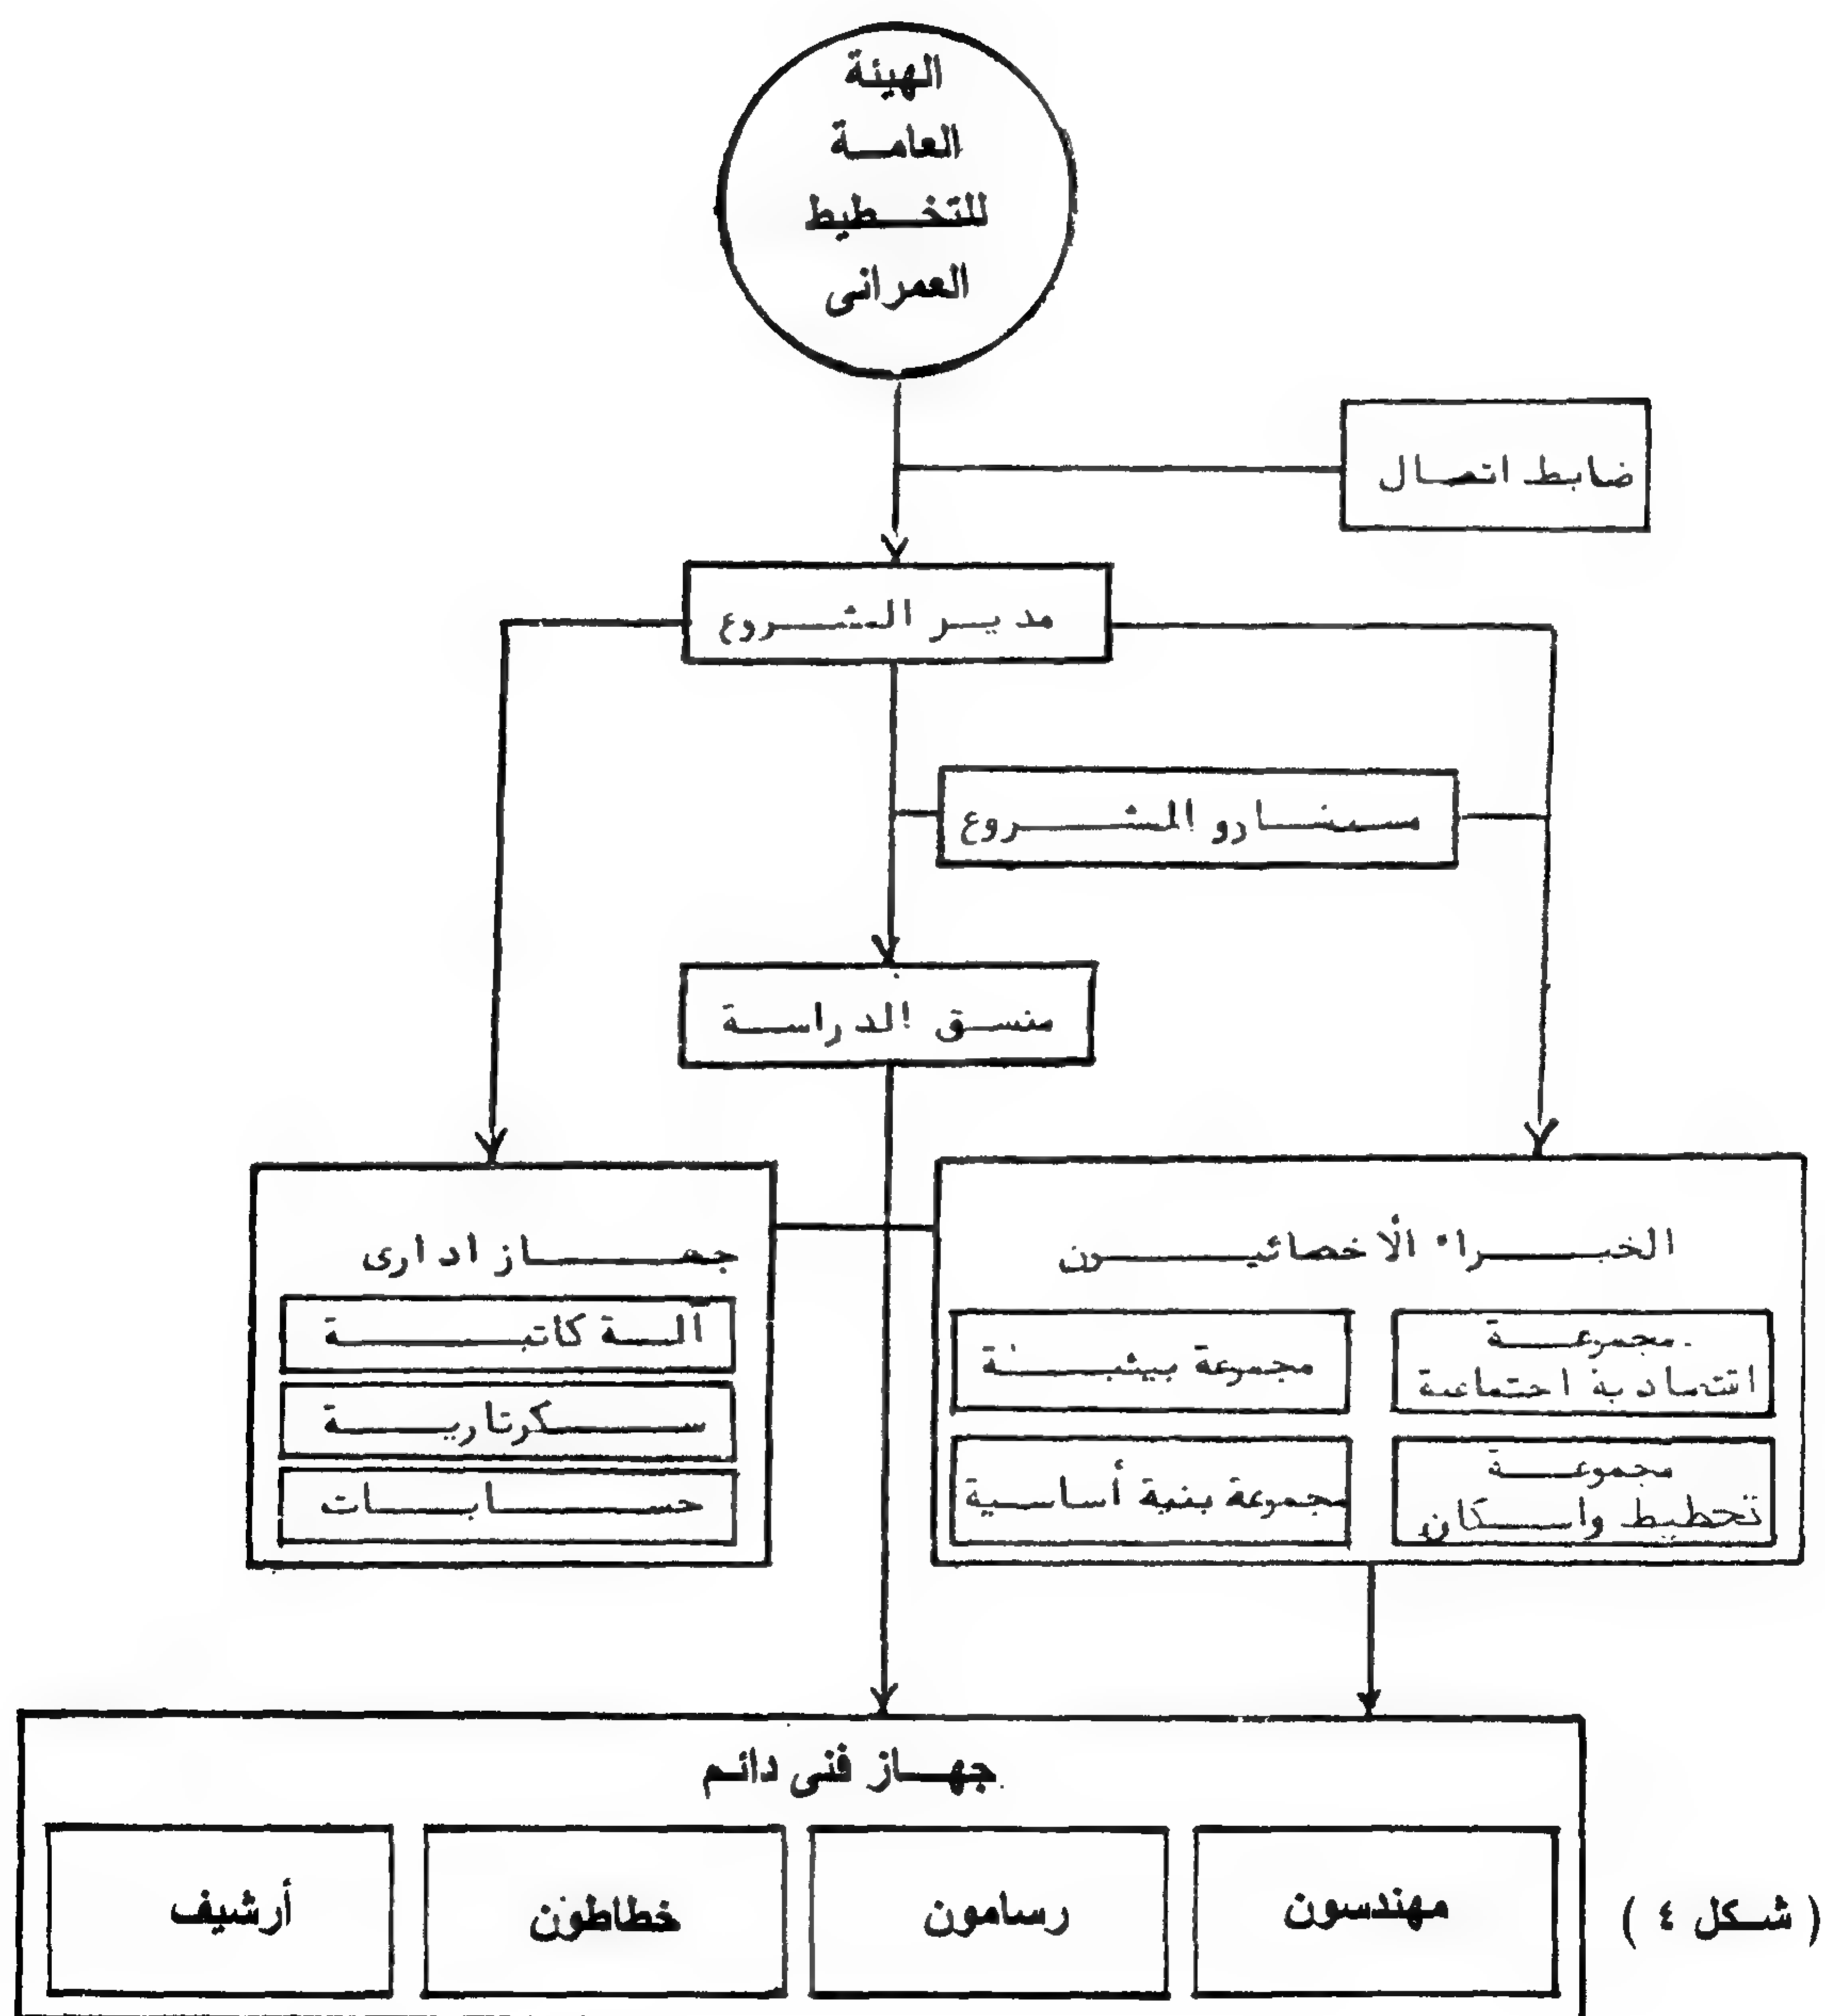 الهيئة
العامة
للتخطيط
العمرانى
ضابط اتصال
مدير المشروع
مستشارو المشروع
منسق الدراسة
الخبراء الأخصائيون
مجموعة
اقتصادية اجتماعية
مجموعة بيئية
مجموعة
تخطيط واسكان
مجموعة بنية أساسية
جهاز ادارى
آلة كاتبة
سكرتارية
حسابات
جهاز فنى دائم
مهندسون
رسامون
خطاطون
أرشيف
( شكل ٤ )